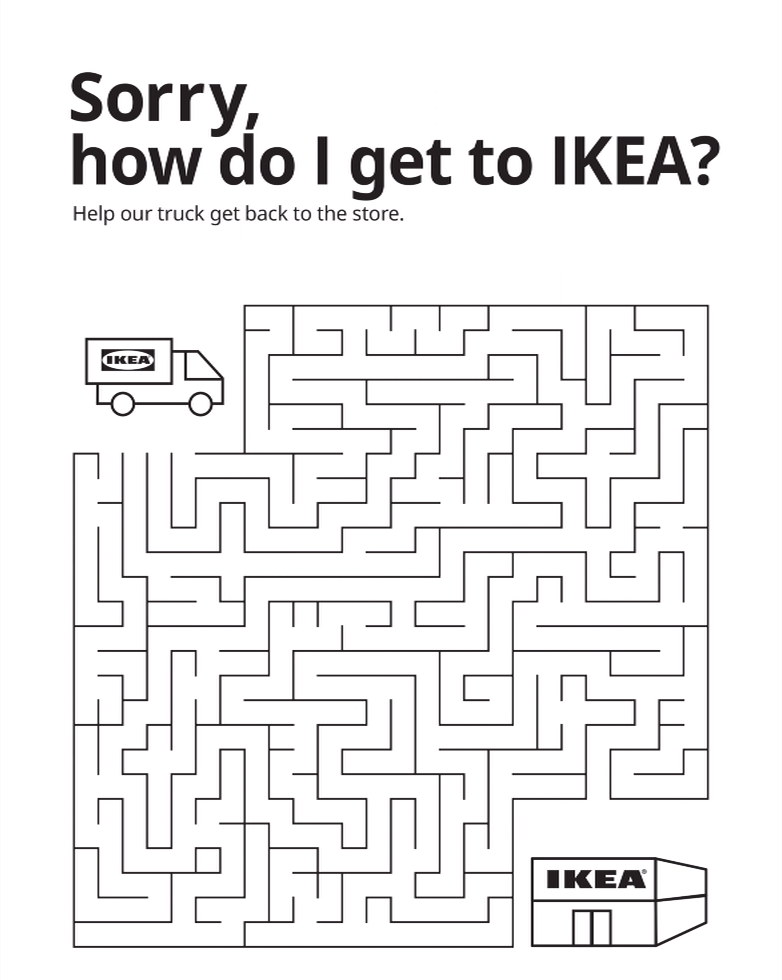 Sorry,
how do I get to IKEA?
Help our truck get back to the store.
IKEA
IKEA®